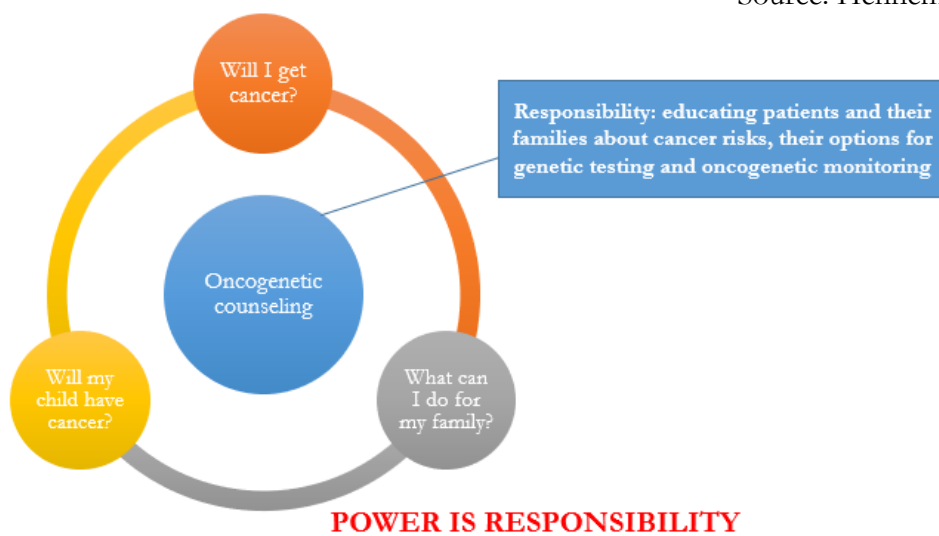 Will I get
cancer?
Responsibility: educating patients and their
families about cancer risks, their options for
genetic testing and oncogenetic monitoring
Oncogenetic
counseling
Will my
child have
cancer?
What can
I do for
my family?
POWER IS RESPONSIBILITY